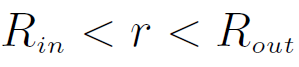 R_{in} < r < R_{out}